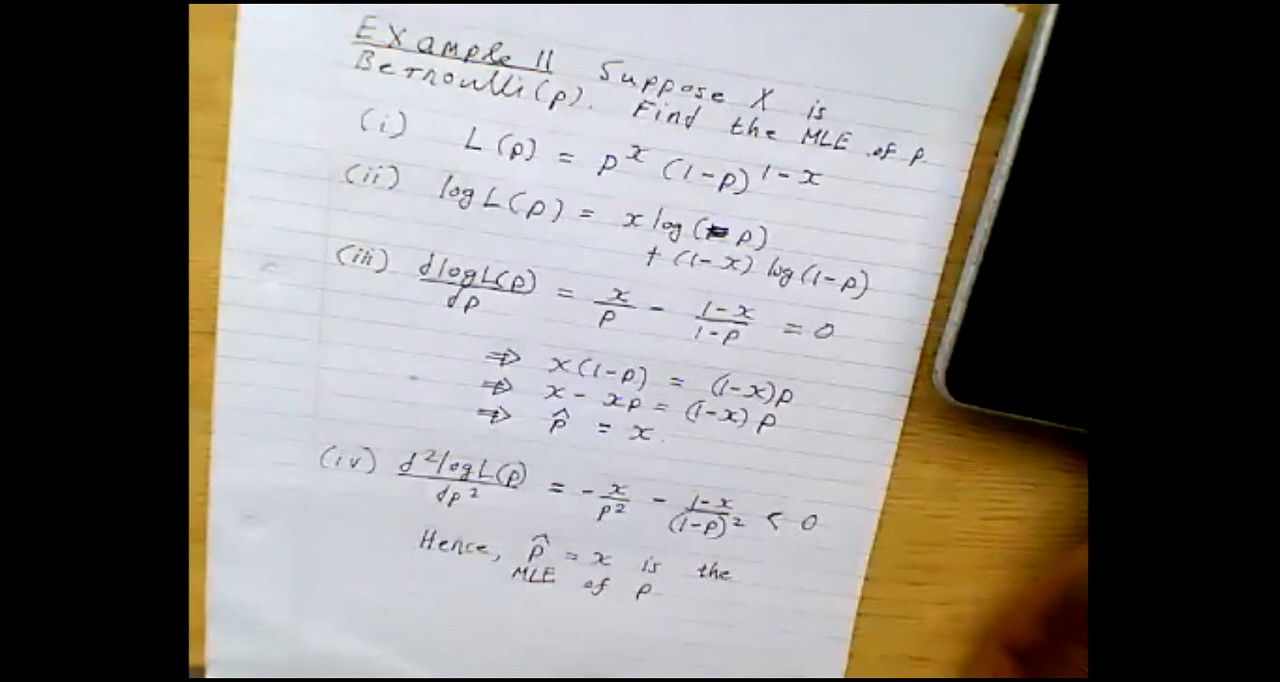 Example 11 Suppose X is
Bernoulli(p). Find the MLE of p.
(i) L(p) = p^x (1-p)^{1-x}
(ii) log L(p) = x log(p)
+ (1-x) log(1-p)
(iii) d log L(p)/dp = x/p - (1-x)/(1-p) = 0
⇒ x(1-p) = (1-x)p
⇒ x - xp = (1-x)p
⇒ p̂ = x.
(iv) d² log L(p)/dp² = -x/p² - (1-x)/(1-p)² < 0
Hence, p̂ = x is the
MLE of p